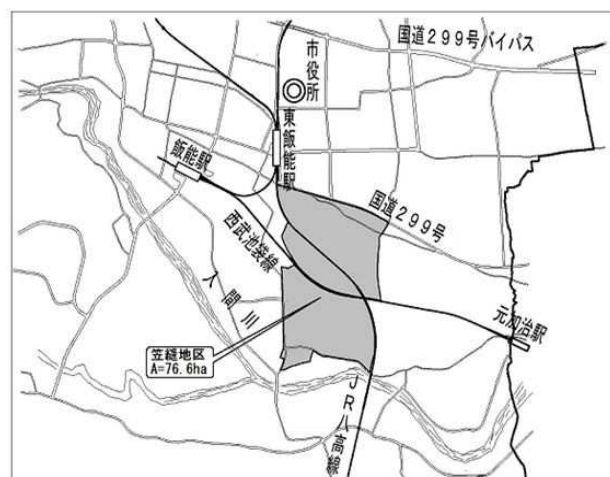 国道299号バイパス
市役所
東飯能駅
飯能駅
国道299号
西武池袋線
入間川
元加治駅
笠縫地区
A=76.6ha
JR八高線